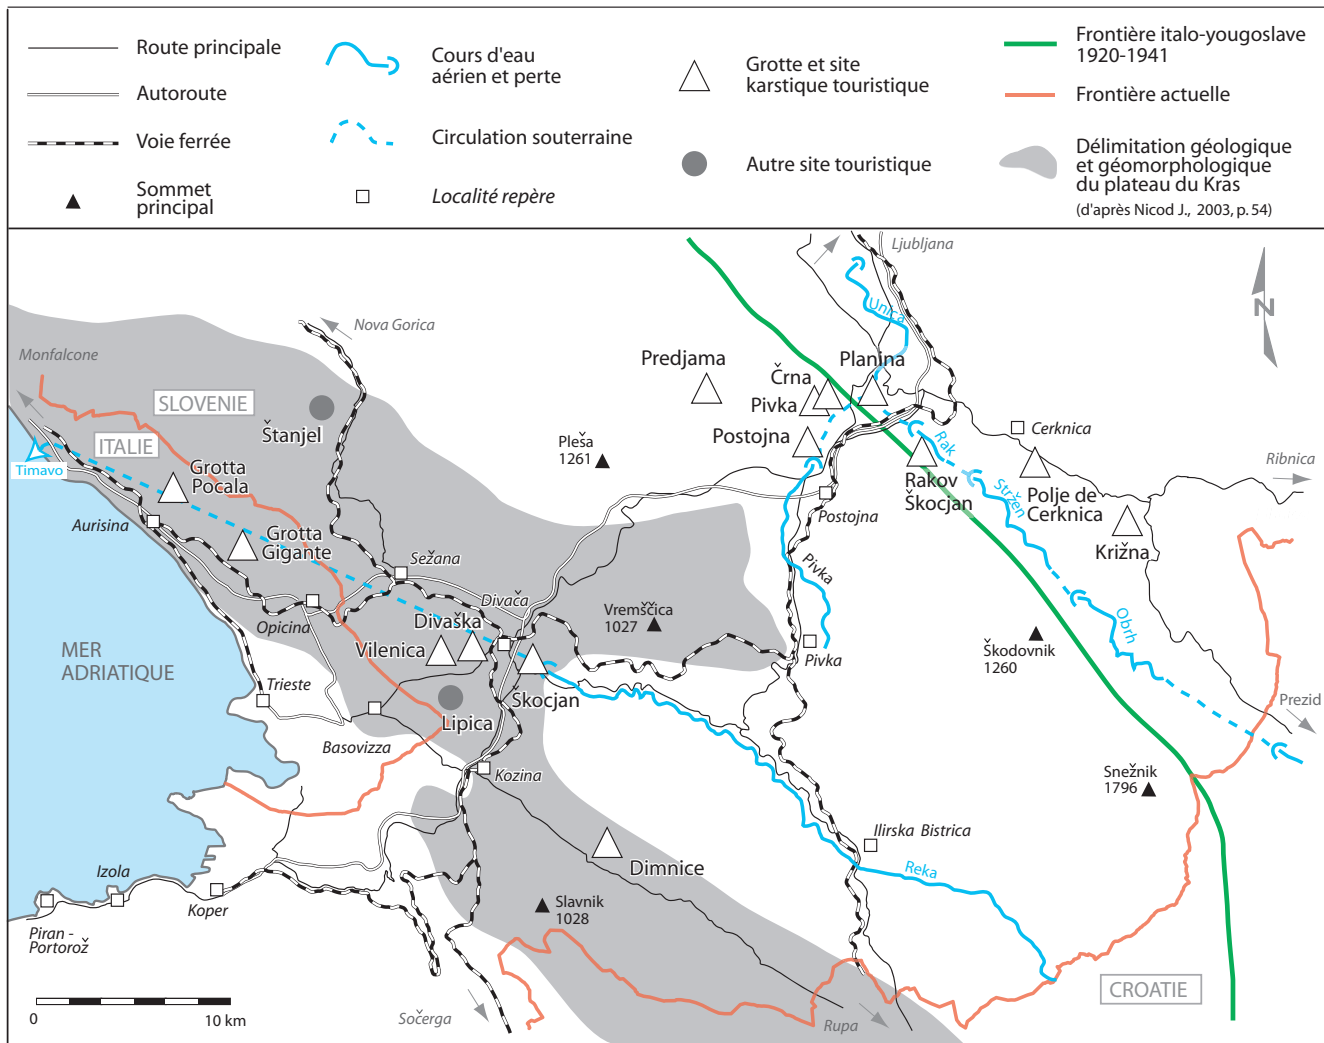 Route principale
Autoroute
Voie ferrée
Sommet
principal
Cours d'eau
aérien et perte
Circulation souterraine
Localité repère
Grotte et site
karstique touristique
Autre site touristique
Frontière italo-yougoslave
1920-1941
Frontière actuelle
Délimitation géologique
et géomorphologique
du plateau du Kras
(d'après Nicod J., 2003, p. 54)
Ljubljana
N
Unica
Nova Gorica
Monfalcone
Predjama
Planina
Črna
Pivka
SLOVENIE
Štanjel
ITALIE
Postojna
Rak
Cerknica
Pleša
1261
Timavo
Grotta
Pocala
Ribnica
Rakov
Škocjan
Stržen
Polje de
Cerknica
Postojna
Aurisina
Grotta
Gigante
Križna
Sežana
Pivka
Divača
Opicina
Divaška
Vremščica
1027
Obrh
Vilenica
Pivka
Škodovnik
1260
MER
ADRIATIQUE
Trieste
Škocjan
Lipica
Prezid
Basovizza
Kozina
Snežnik
1796
Ilirska Bistrica
Dimnice
Reka
Izola
Koper
Slavnik
1028
Piran -
Portorož
CROATIE
0
10 km
Sočerga
Rupa